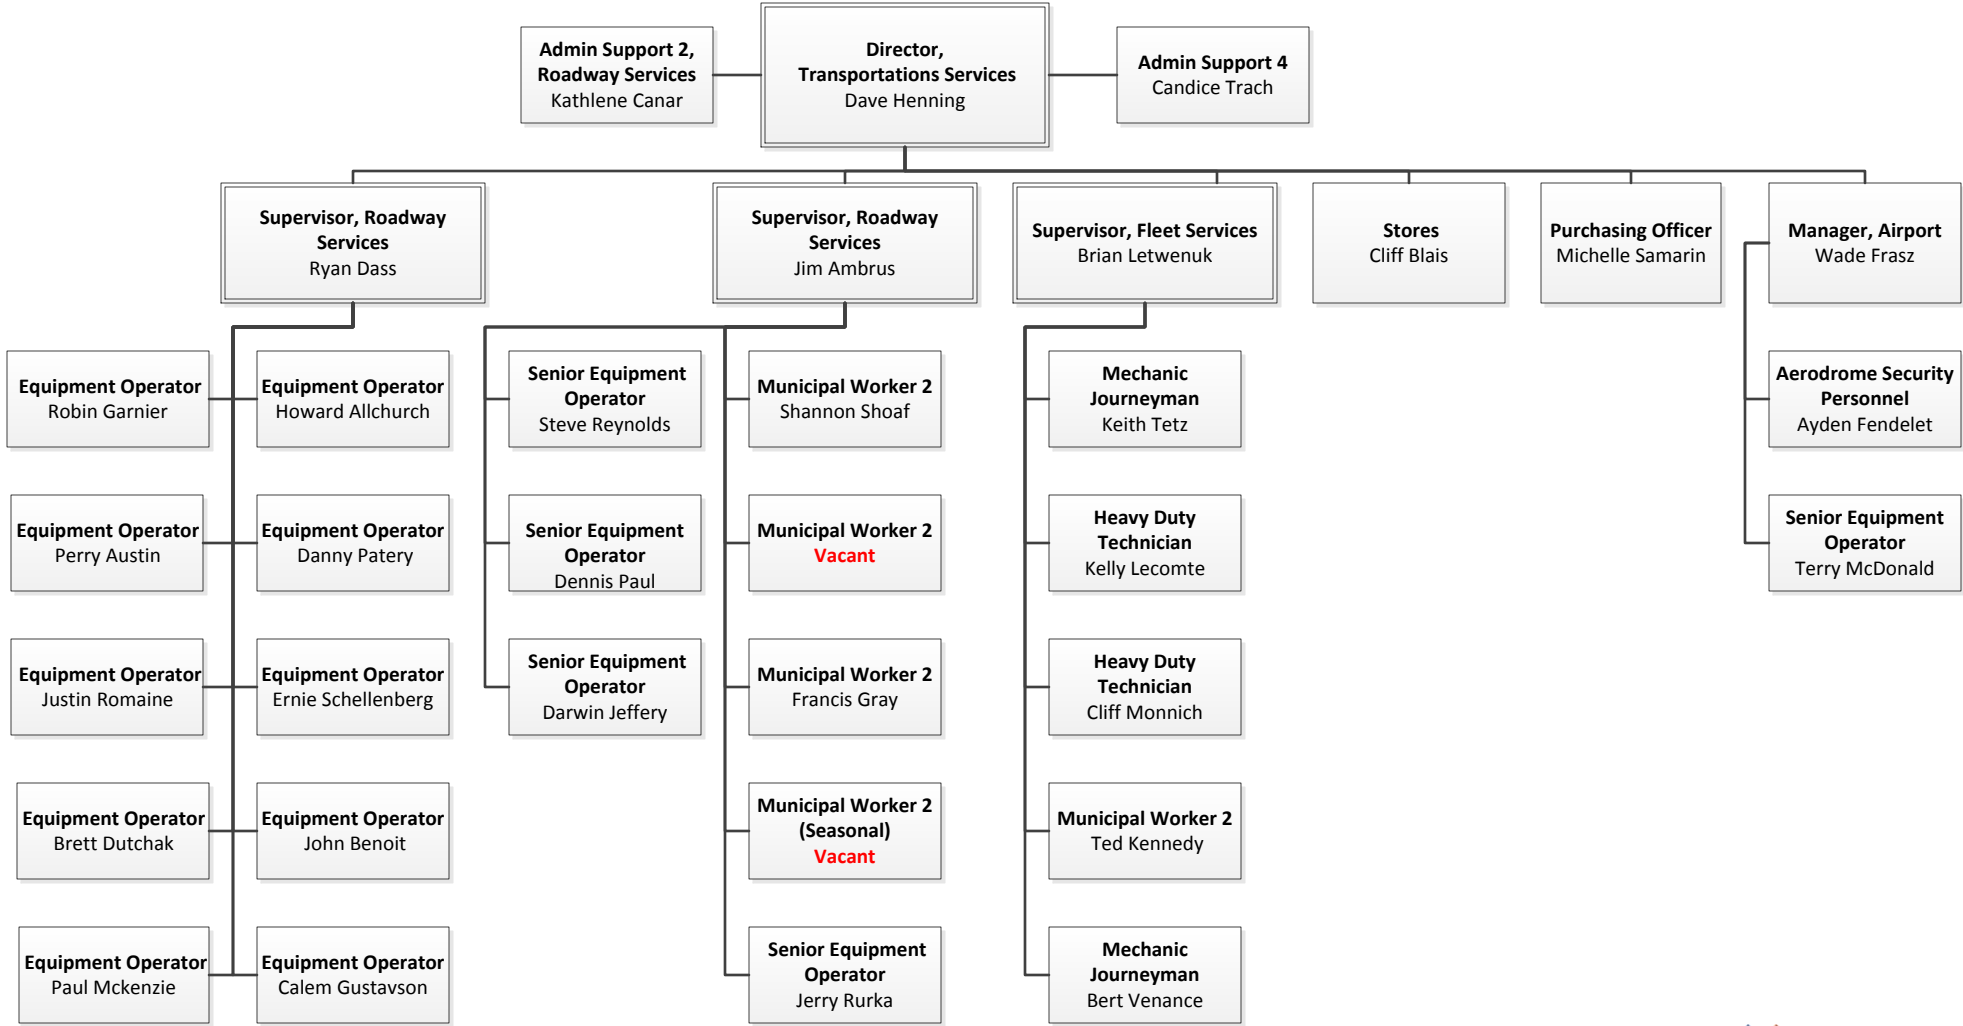 Admin Support 2,
Roadway Services
Kathlene Canar
Director,
Transportations Services
Dave Henning
Admin Support 4
Candice Trach
Supervisor, Roadway
Services
Ryan Dass
Supervisor, Roadway
Services
Jim Ambrus
Supervisor, Fleet Services
Brian Letwenuk
Stores
Cliff Blais
Purchasing Officer
Michelle Samarin
Manager, Airport
Wade Frasz
Equipment Operator
Robin Garnier
Equipment Operator
Howard Allchurch
Senior Equipment
Operator
Steve Reynolds
Municipal Worker 2
Shannon Shoaf
Mechanic
Journeyman
Keith Tetz
Aerodrome Security
Personnel
Ayden Fendelet
Equipment Operator
Perry Austin
Equipment Operator
Danny Patery
Senior Equipment
Operator
Dennis Paul
Municipal Worker 2
Vacant
Heavy Duty
Technician
Kelly Lecomte
Senior Equipment
Operator
Terry McDonald
Equipment Operator
Justin Romaine
Equipment Operator
Ernie Schellenberg
Senior Equipment
Operator
Darwin Jeffery
Municipal Worker 2
Francis Gray
Heavy Duty
Technician
Cliff Monnich
Equipment Operator
Brett Dutchak
Equipment Operator
John Benoit
Municipal Worker 2
(Seasonal)
Vacant
Municipal Worker 2
Ted Kennedy
Equipment Operator
Paul Mckenzie
Equipment Operator
Calem Gustavson
Senior Equipment
Operator
Jerry Rurka
Mechanic
Journeyman
Bert Venance